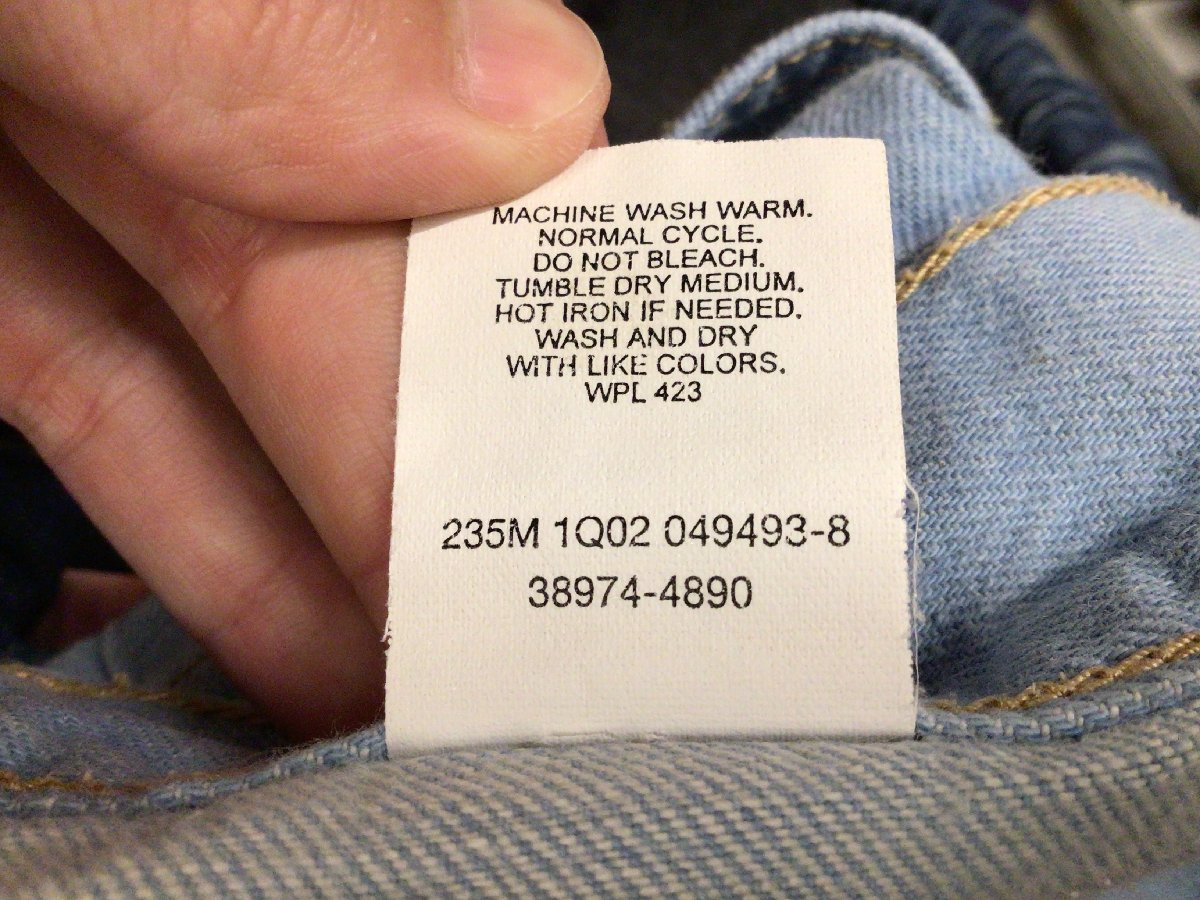 MACHINE WASH WARM.
NORMAL CYCLE.
DO NOT BLEACH.
TUMBLE DRY MEDIUM.
HOT IRON IF NEEDED.
WASH AND DRY
WITH LIKE COLORS.
WPL 423
235M 1Q02 049493-8
38974-4890